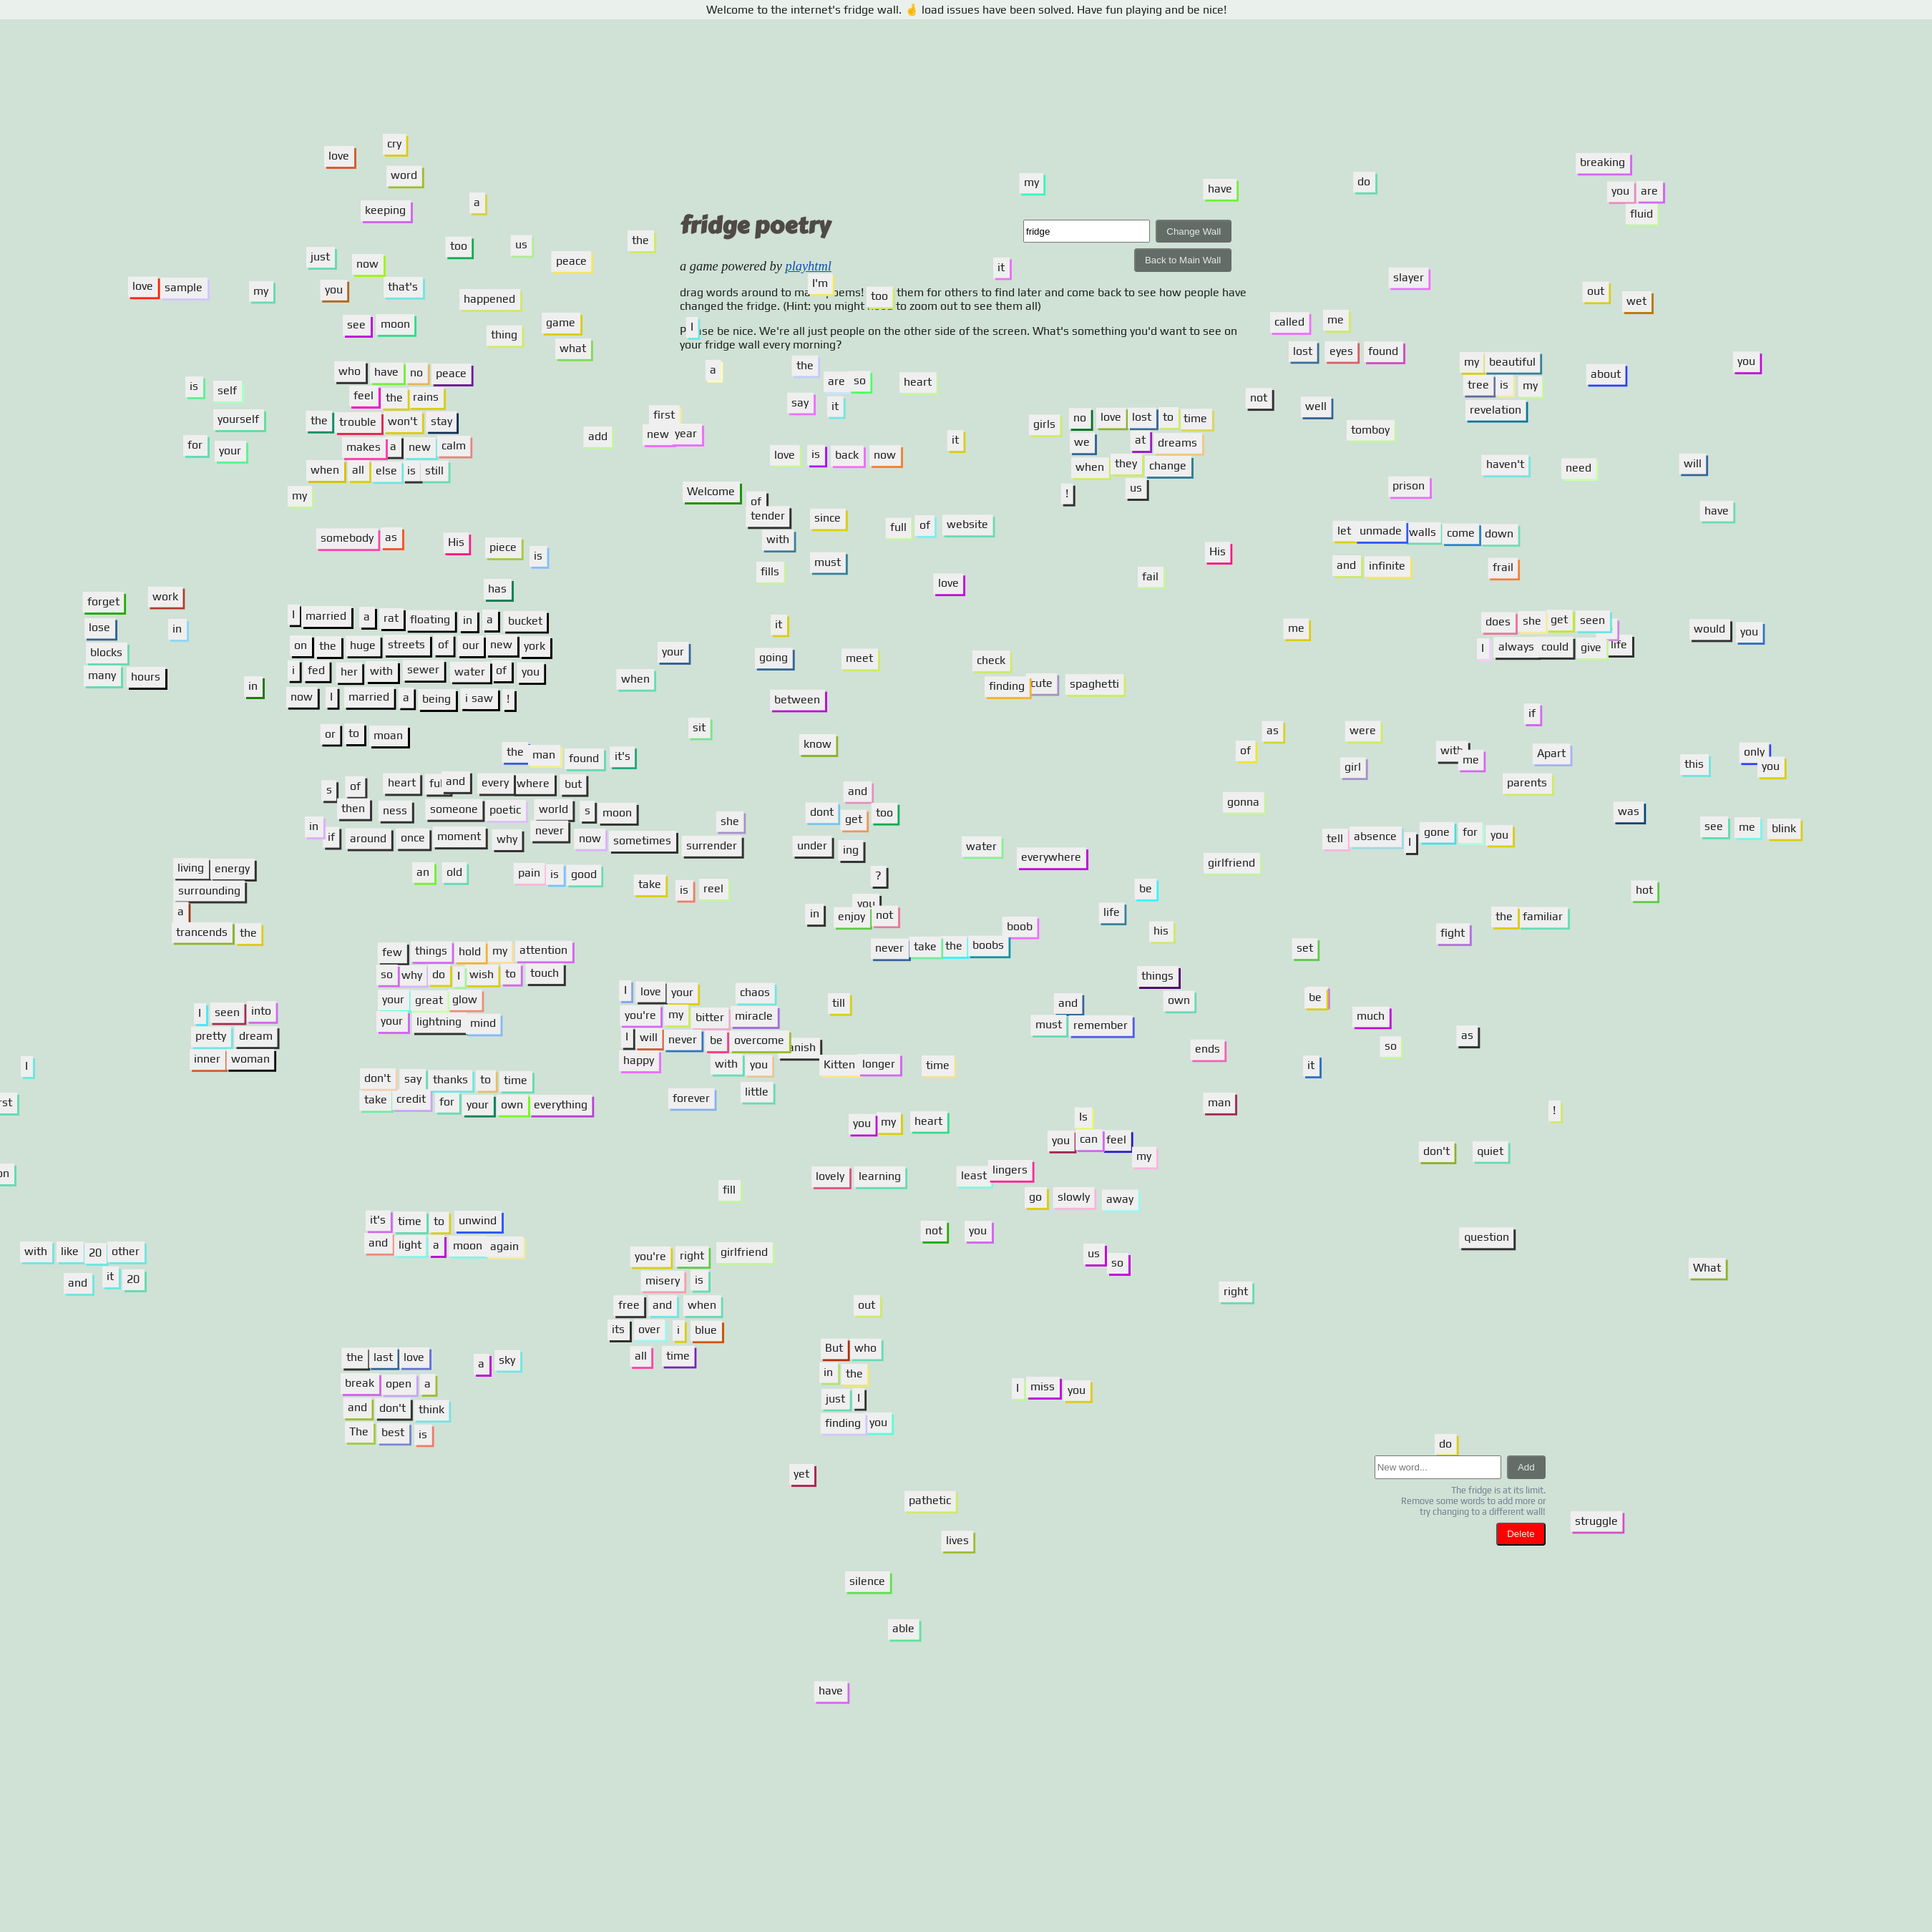 Welcome to the internet's fridge wall. 🤞 load issues have been solved. Have fun playing and be nice!
fridge poetry
fridge
Change Wall
Back to Main Wall
a game powered by playhtml
drag words around to ma poems! them for others to find later and come back to see how people have
changed the fridge. (Hint: you might to zoom out to see them all)
P se be nice. We're all just people on the other side of the screen. What's something you'd want to see on
your fridge wall every morning?
I'm
too
I
cry
love
word
keeping
a
too
us
the
peace
just
now
love sample
my
you
that's
happened
see moon
thing
game
what
who have no peace
feel the rains
the trouble won't stay
makes a new calm
when all else is still
my
is self
yourself
for your
somebody as
His
piece
is
has
forget
work
lose
in
blocks
many hours
in
I married a rat floating in a bucket
on the huge streets of our new york
i fed her with sewer water of you
now I married a being i saw !
or to moan
the man found it's
s of heart and every where but
then ness someone poetic world s moon
in if around once moment why never now sometimes surrender
she
an old
pain is good
take is reel
living energy
surrounding
a
trancends the
few things hold my attention
so why do I wish to touch
your great glow
your lightning mind
I seen into
pretty dream
inner woman
I
don't say thanks to time
take credit for your own everything
it's time to unwind
and light a moon again
with like 20 other
and it 20
the last love
break open a
and don't think
The best is
a sky
my
have
do
it
a
the
are so
heart
say it
first
new year
add
love is back now
it
Welcome
of
tender
since
with
must
fills
full of website
love
it
your
going
meet
when
between
sit
know
check
finding cute spaghetti
and
dont get too
under ing
water
everywhere
?
you
in enjoy not
boob
never take the boobs
I love your
chaos
you're my bitter miracle
I will never be overcome
happy
with you
till
Kitten longer
time
forever
little
you my heart
lovely learning
least lingers
fill
not you
you're right girlfriend
misery is
free and when
its over i blue
all time
out
But who
in the
just I
finding you
I miss you
yet
pathetic
lives
silence
able
have
breaking
you are
fluid
slayer
out
wet
called me
lost eyes found
my beautiful
tree is my
revelation
about
you
girls
no love lost to time
we at dreams
when they change
! us
not
well
tomboy
haven't
need
will
prison
have
let unmade walls come down
and infinite
frail
His
fail
me
does she get seen
I always could give life
would you
if
as
of
were
with
me
girl
Apart
parents
this
only
you
gonna
was
tell absence I gone for you
see me blink
girlfriend
be
life
his
hot
the familiar
fight
set
things
own
and
must remember
be
much
so
as
ends
it
man
!
Is
you can feel
my
don't
quiet
go slowly away
us
so
question
What
right
do
New word...
Add
The fridge is at its limit.
Remove some words to add more or
try changing to a different wall!
Delete
struggle